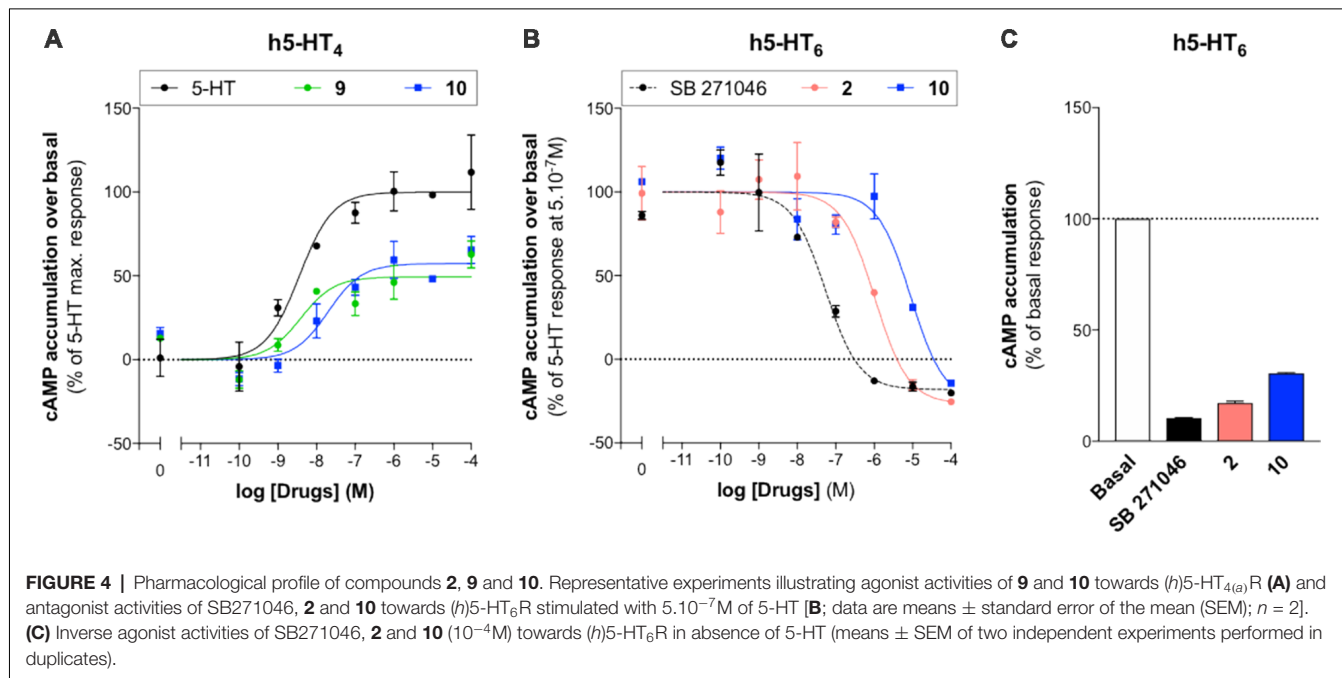 A
h5-HT4
5-HT
9
10
cAMP accumulation over basal
(% of 5-HT max. response)
150
100
50
0
-50
0
-11 -10 -9 -8 -7 -6 -5 -4
log [Drugs] (M)
B
h5-HT6
SB 271046
2
10
cAMP accumulation over basal
(% of 5-HT response at 5.10-7M)
150
100
50
0
-50
0
-11 -10 -9 -8 -7 -6 -5 -4
log [Drugs] (M)
C
h5-HT6
cAMP accumulation
(% of basal response)
150
100
50
0
Basal
SB 271046
2
10
FIGURE 4 | Pharmacological profile of compounds 2, 9 and 10. Representative experiments illustrating agonist activities of 9 and 10 towards (h)5-HT4(a)R (A) and
antagonist activities of SB271046, 2 and 10 towards (h)5-HT6R stimulated with 5.10−7M of 5-HT [B; data are means ± standard error of the mean (SEM); n = 2].
(C) Inverse agonist activities of SB271046, 2 and 10 (10−4M) towards (h)5-HT6R in absence of 5-HT (means ± SEM of two independent experiments performed in
duplicates).